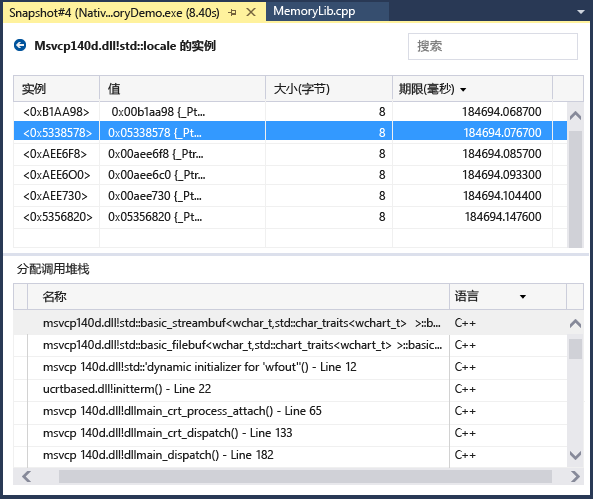 Snapshot#4 (Nativ...oryDemo.exe (8.40s) MemoryLib.cpp
Msvcp140d.dll!std::locale 的实例 搜索
实例 值 大小(字节) 期限(毫秒)
<0xB1AA98> 0x00b1aa98 {_Pt... 8 184694.068700
<0x5338578> 0x05338578 {_Pt... 8 184694.076700
<0xAEE6F8> 0x00aee6f8 {_Ptr... 8 184694.085700
<0xAEE6O0> 0x00aee6c0 {_Ptr... 8 184694.093300
<0xAEE730> 0x00aee730 {_Pt... 8 184694.104400
<0x5356820> 0x05356820 {_Pt... 8 184694.147600
分配调用堆栈
名称 语言
msvcp140d.dll!std::basic_streambuf<wchar_t,std::char_traits<wchart_t> >::b... C++
msvcp140d.dll!std::basic_filebuf<wchar_t,std::chart_traits<wchart_t> >::basic... C++
msvcp 140d.dll!std::'dynamic initializer for 'wfout''() - Line 12 C++
ucrtbased.dll!initterm() - Line 22 C++
msvcp 140d.dll!dllmain_crt_process_attach() - Line 65 C++
msvcp 140d.dll!dllmain_crt_dispatch() - Line 133 C++
msvcp 140d.dll!dllmain_dispatch() - Line 182 C++